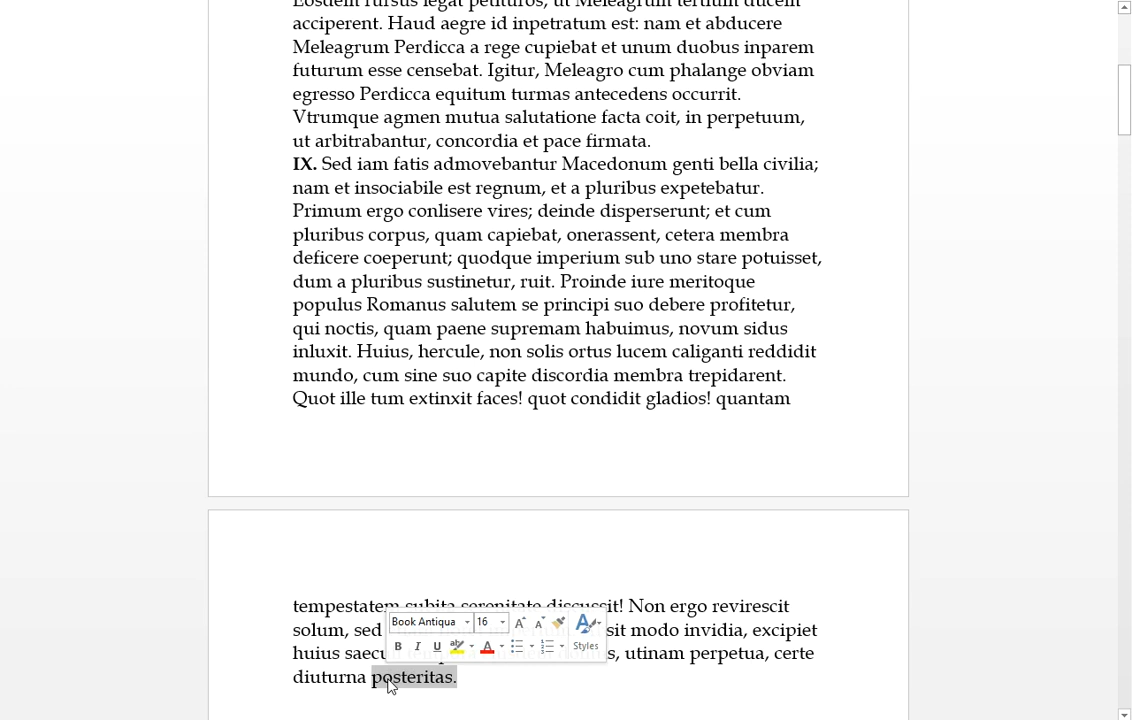 Eosdem rursus legat petituros, ut Meleagrum tertium ducem
acciperent. Haud aegre id inpetratum est: nam et abducere
Meleagrum Perdicca a rege cupiebat et unum duobus inparem
futurum esse censebat. Igitur, Meleagro cum phalange obviam
egresso Perdicca equitum turmas antecedens occurrit.
Vtrumque agmen mutua salutatione facta coit, in perpetuum,
ut arbitrabantur, concordia et pace firmata.
IX. Sed iam fatis admovebantur Macedonum genti bella civilia;
nam et insociabile est regnum, et a pluribus expetebatur.
Primum ergo conlisere vires; deinde disperserunt; et cum
pluribus corpus, quam capiebat, onerassent, cetera membra
deficere coeperunt; quodque imperium sub uno stare potuisset,
dum a pluribus sustinetur, ruit. Proinde iure meritoque
populus Romanus salutem se principi suo debere profitetur,
qui noctis, quam paene supremam habuimus, novum sidus
inluxit. Huius, hercule, non solis ortus lucem caliganti reddidit
mundo, cum sine suo capite discordia membra trepidarent.
Quot ille tum extinxit faces! quot condidit gladios! quantam
tempestatem subita serenitate discussit! Non ergo revirescit
Book Antiqua 16
solum, sed sit modo invidia, excipiet
B I U Styles
huius utinam perpetua, certe
diuturna posteritas.